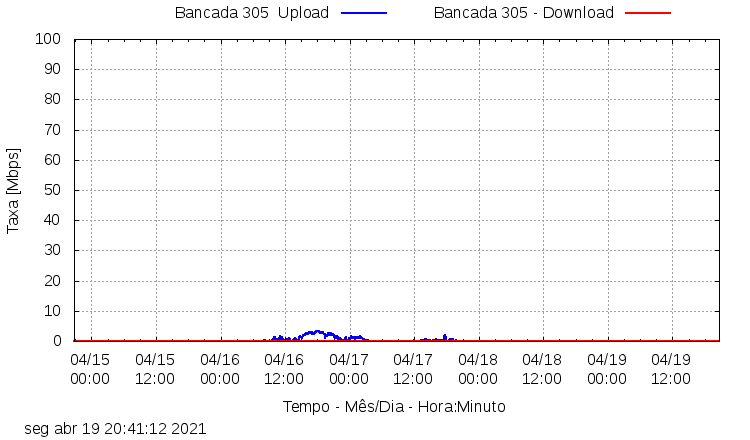 Bancada 305  Upload
Bancada 305 - Download
Taxa [Mbps]
100
90
80
70
60
50
40
30
20
10
0
04/15 04/15 04/16 04/16 04/17 04/17 04/18 04/18 04/19 04/19
00:00 12:00 00:00 12:00 00:00 12:00 00:00 12:00 00:00 12:00
Tempo - Mês/Dia - Hora:Minuto
seg abr 19 20:41:12 2021